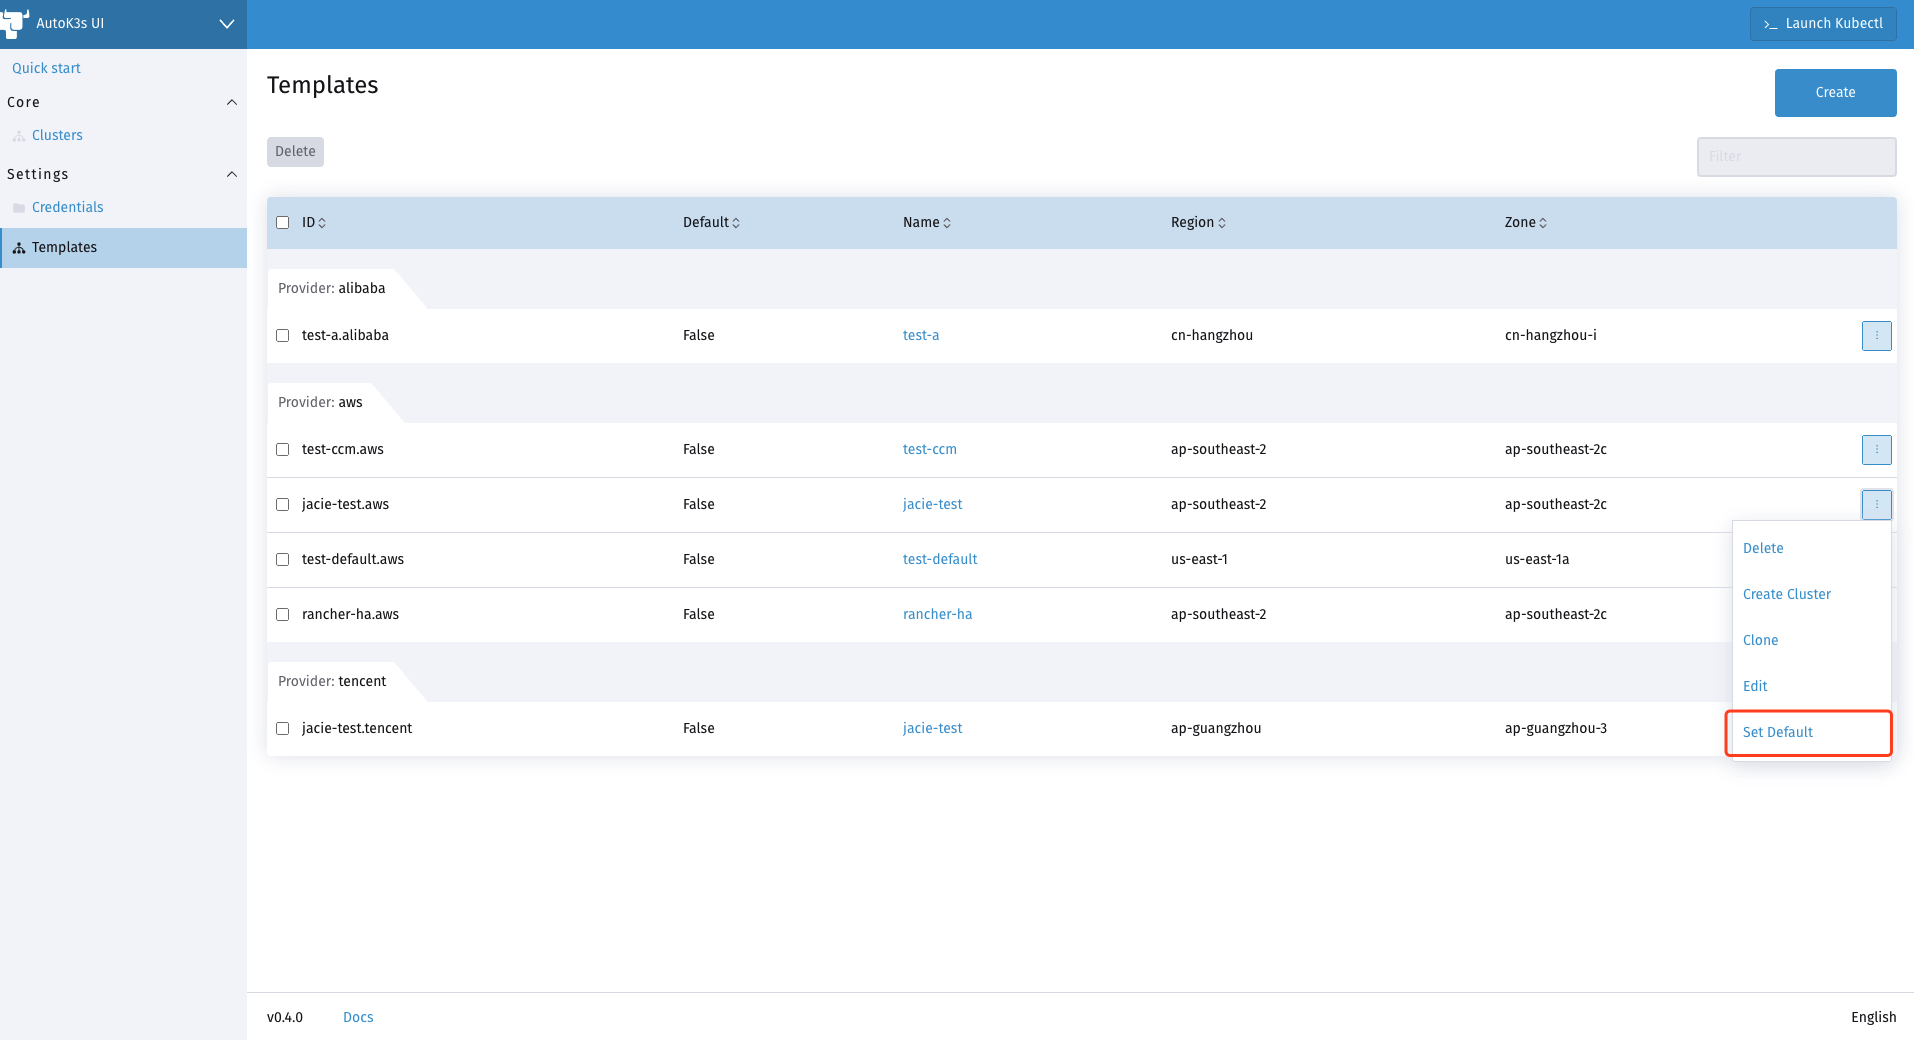 AutoK3s UI
>_ Launch Kubectl
Quick start
Core
Clusters
Settings
Credentials
Templates
Templates
Create
Delete
Filter
ID Default Name Region Zone
Provider: alibaba
test-a.alibaba False test-a cn-hangzhou cn-hangzhou-i
Provider: aws
test-ccm.aws False test-ccm ap-southeast-2 ap-southeast-2c
jacie-test.aws False jacie-test ap-southeast-2 ap-southeast-2c
test-default.aws False test-default us-east-1 us-east-1a
rancher-ha.aws False rancher-ha ap-southeast-2 ap-southeast-2c
Provider: tencent
jacie-test.tencent False jacie-test ap-guangzhou ap-guangzhou-3
Delete
Create Cluster
Clone
Edit
Set Default
v0.4.0 Docs English